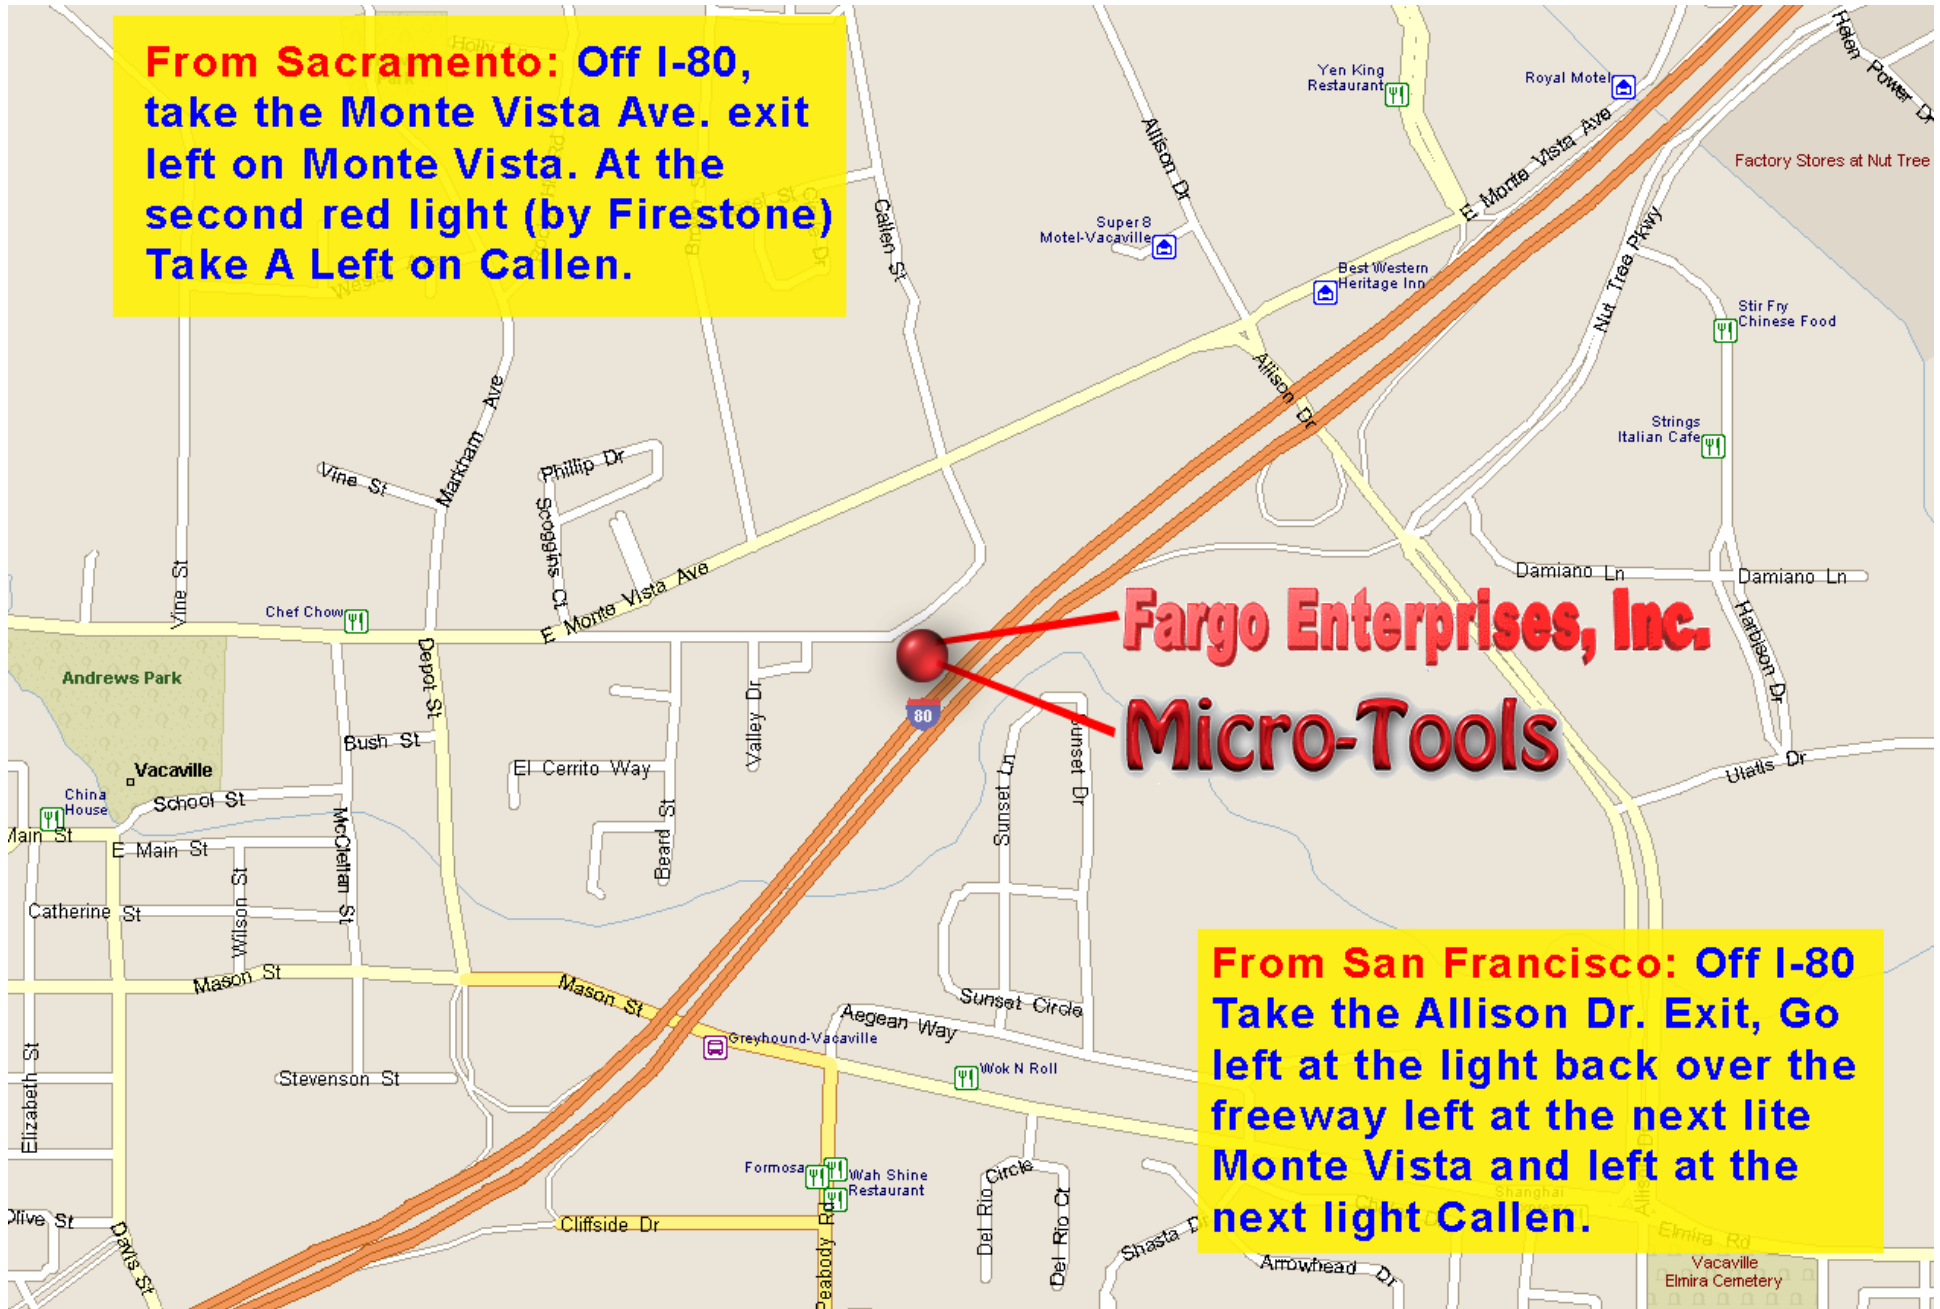 From Sacramento: Off I-80,
take the Monte Vista Ave. exit
left on Monte Vista. At the
second red light (by Firestone)
Take A Left on Callen.
Yen King
Restaurant
Royal Motel
Helen Power Dr
Factory Stores at Nut Tree
E Monte Vista Ave
Allison Dr
Callen St
Super 8
Motel-Vacaville
Best Western
Heritage Inn
Nut Tree Pkwy
Stir Fry
Chinese Food
Allison Dr
Strings
Italian Cafe
Markham Ave
Vine St
Phillip Dr
Scoggins Ct
Vine St
Chef Chow
E Monte Vista Ave
Damiano Ln
Damiano Ln
Harbison Dr
Fargo Enterprises, Inc.
Micro-Tools
80
Andrews Park
Depot St
Valley Dr
Sunset Dr
Sunset Ln
Ulatis Dr
Bush St
El Cerrito Way
Beard St
Vacaville
China
House
School St
Main St
E Main St
McClellan St
Wilson St
Catherine St
Mason St
Mason St
Sunset Circle
Aegean Way
Greyhound-Vacaville
Wok N Roll
Stevenson St
Elizabeth St
Formosa
Wah Shine
Restaurant
Del Rio Circle
Del Rio Ct
Shasta Dr
Arrowhead Dr
Olive St
Davis St
Cliffside Dr
Peabody Rd
From San Francisco: Off I-80
Take the Allison Dr. Exit, Go
left at the light back over the
freeway left at the next lite
Monte Vista and left at the
next light Callen.
Shanghai
Elmira Rd
Vacaville
Elmira Cemetery